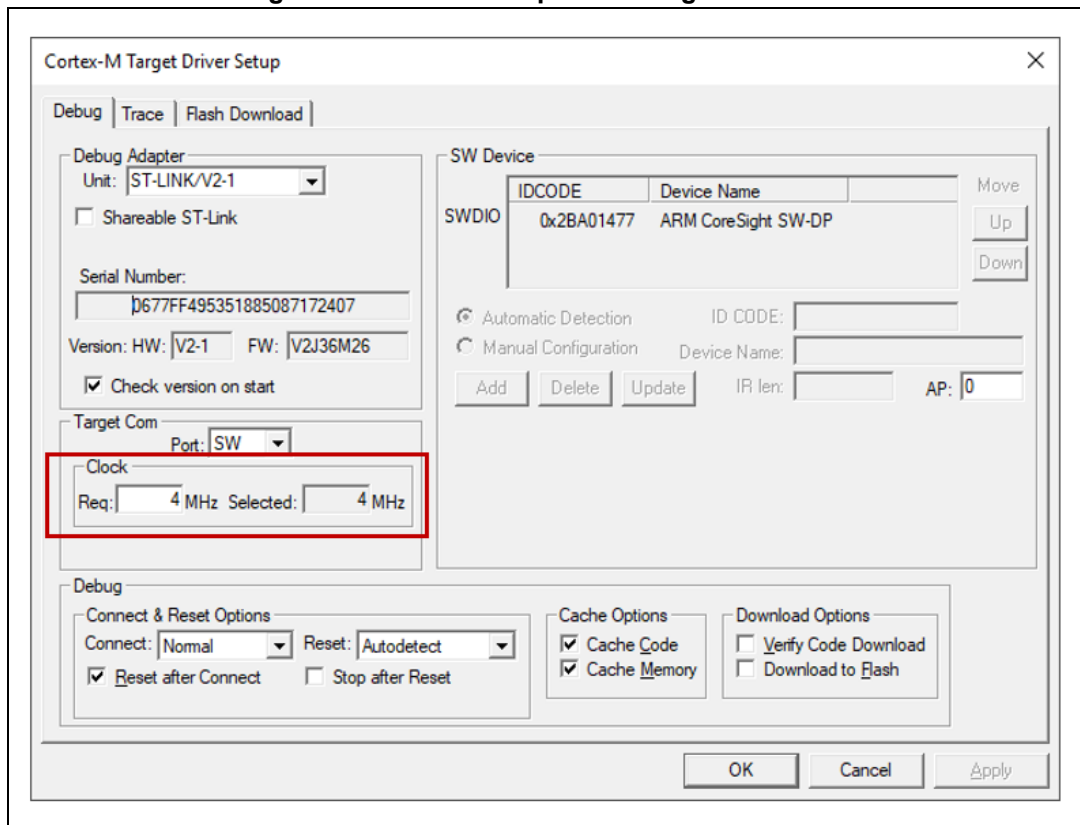 Cortex-M Target Driver Setup
Debug Trace Flash Download
Debug Adapter
Unit: ST-LINK/V2-1
Shareable ST-Link
Serial Number:
0677FF495351885087172407
Version: HW: V2-1 FW: V2J36M26
Check version on start
Target Com
Port: SW
Clock
Req: 4 MHz Selected: 4 MHz
SW Device
IDCODE Device Name
SWDIO 0x2BA01477 ARM CoreSight SW-DP
Move
Up
Down
Automatic Detection ID CODE:
Manual Configuration Device Name:
Add Delete Update IR len: AP: 0
Debug
Connect & Reset Options
Connect: Normal Reset: Autodetect
Reset after Connect Stop after Reset
Cache Options
Cache Code
Cache Memory
Download Options
Verify Code Download
Download to Flash
OK Cancel Apply